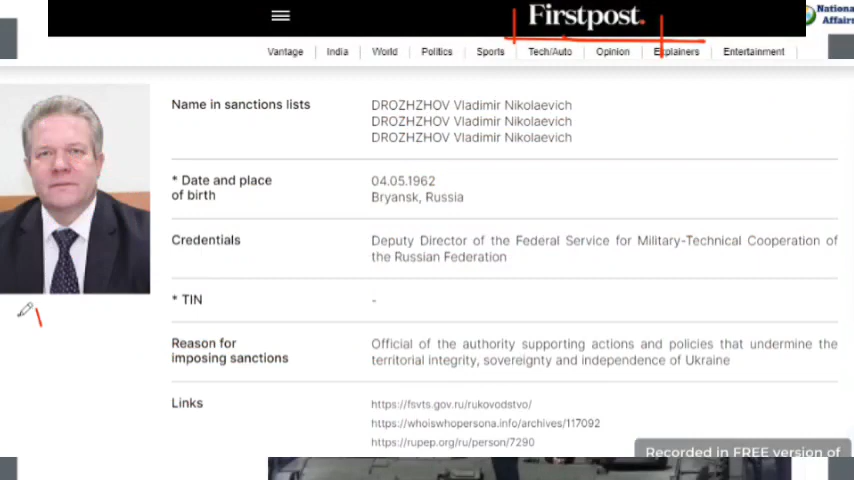 Firstpost.
National
Affairs
Vantage India World Politics Sports Tech/Auto Opinion Explainers Entertainment
Name in sanctions lists DROZHZHOV Vladimir Nikolaevich
DROZHZHOV Vladimir Nikolaevich
DROZHZHOV Vladimir Nikolaevich
* Date and place 04.05.1962
of birth Bryansk, Russia
Credentials Deputy Director of the Federal Service for Military-Technical Cooperation of
the Russian Federation
* TIN -
Reason for Official of the authority supporting actions and policies that undermine the
imposing sanctions territorial integrity, sovereignty and independence of Ukraine
Links https://fsvts.gov.ru/rukovodstvo/
https://whoiswhopersona.info/archives/117092
https://rupep.org/ru/person/7290
Recorded in FREE version of